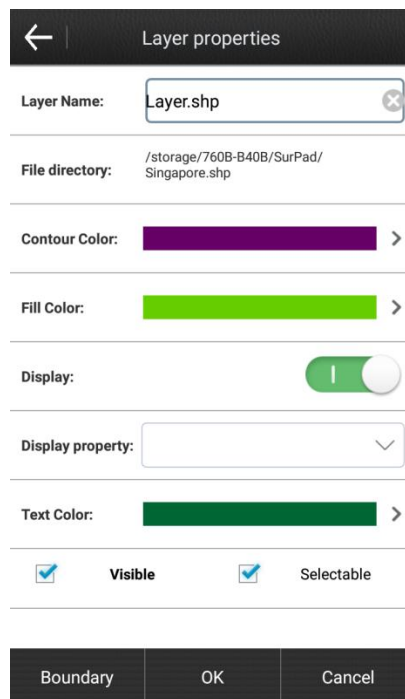 Layer properties
Layer Name: Layer.shp
File directory: /storage/760B-B40B/SurPad/
Singapore.shp
Contour Color:
Fill Color:
Display:
Display property:
Text Color:
Visible Selectable
Boundary OK Cancel